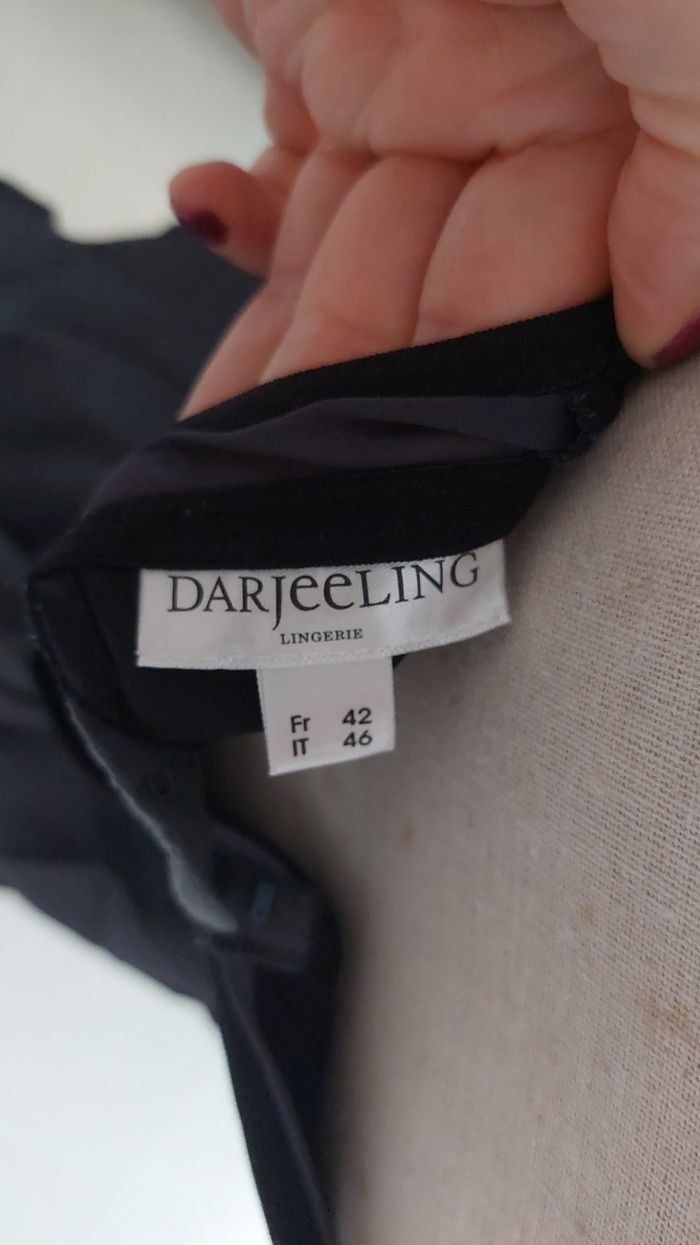 DARJeeLING
LINGERIE
Fr 42
IT 46